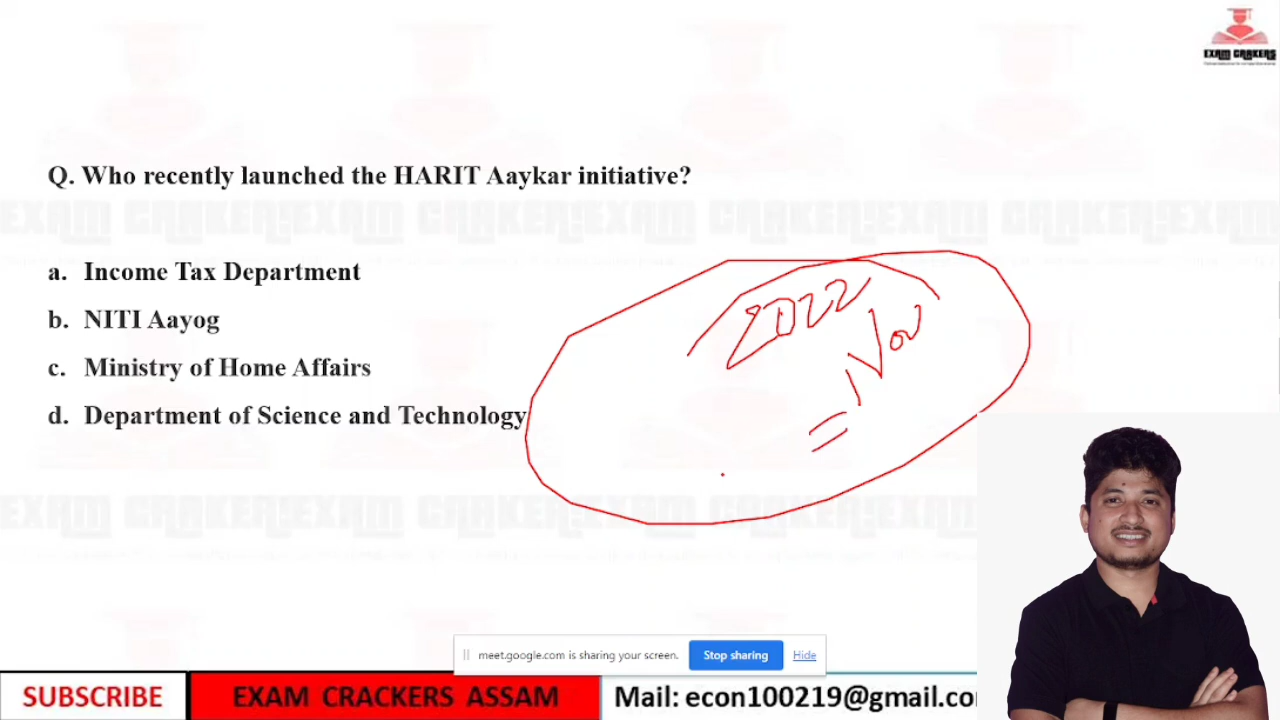 EXAM CRAKERS
Q. Who recently launched the HARIT Aaykar initiative?
a. Income Tax Department
b. NITI Aayog
c. Ministry of Home Affairs
d. Department of Science and Technology
2022
Nov
meet.google.com is sharing your screen.
Stop sharing
Hide
SUBSCRIBE
EXAM CRACKERS ASSAM
Mail: econ100219@gmail.co